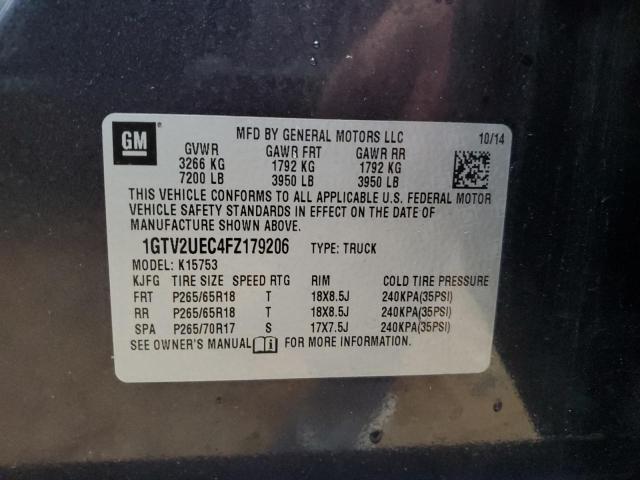 GM
MFD BY GENERAL MOTORS LLC 10/14
GVWR GAWR FRT GAWR RR
3266 KG 1792 KG 1792 KG
7200 LB 3950 LB 3950 LB
THIS VEHICLE CONFORMS TO ALL APPLICABLE U.S. FEDERAL MOTOR
VEHICLE SAFETY STANDARDS IN EFFECT ON THE DATE OF
MANUFACTURE SHOWN ABOVE.
1GTV2UEC4FZ179206 TYPE: TRUCK
MODEL: K15753
KJFG TIRE SIZE SPEED RTG RIM COLD TIRE PRESSURE
FRT P265/65R18 T 18X8.5J 240KPA(35PSI)
RR P265/65R18 T 18X8.5J 240KPA(35PSI)
SPA P265/70R17 S 17X7.5J 240KPA(35PSI)
SEE OWNER'S MANUAL FOR MORE INFORMATION.